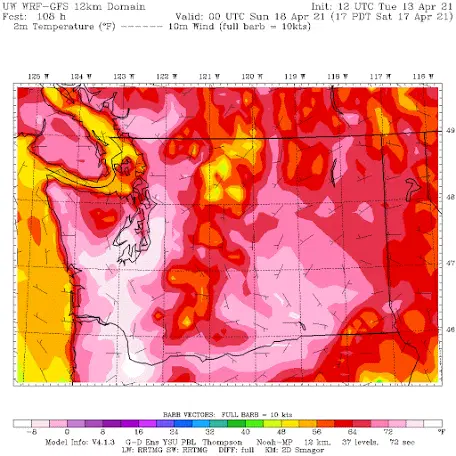 UW WRF-GFS 12km Domain Init: 12 UTC Tue 13 Apr 21
Fcst: 108 h Valid: 00 UTC Sun 18 Apr 21 (17 PDT Sat 17 Apr 21)
2m Temperature (°F) ------ 10m Wind (full barb = 10kts)
125 W 124 W 123 W 122 W 121 W 120 W 119 W 118 W 117 W 116 W
49
48
47
46
BARB VECTORS: FULL BARB = 10 kts
-8 0 8 16 24 32 40 48 56 64 72 °F
Model Info: V4.1.3 G-D Ens YSU PBL Thompson Noah-MP 12 km, 37 levels, 72 sec
LW: RRTMG SW: RRTMG DIFF: full KM: 2D Smagor